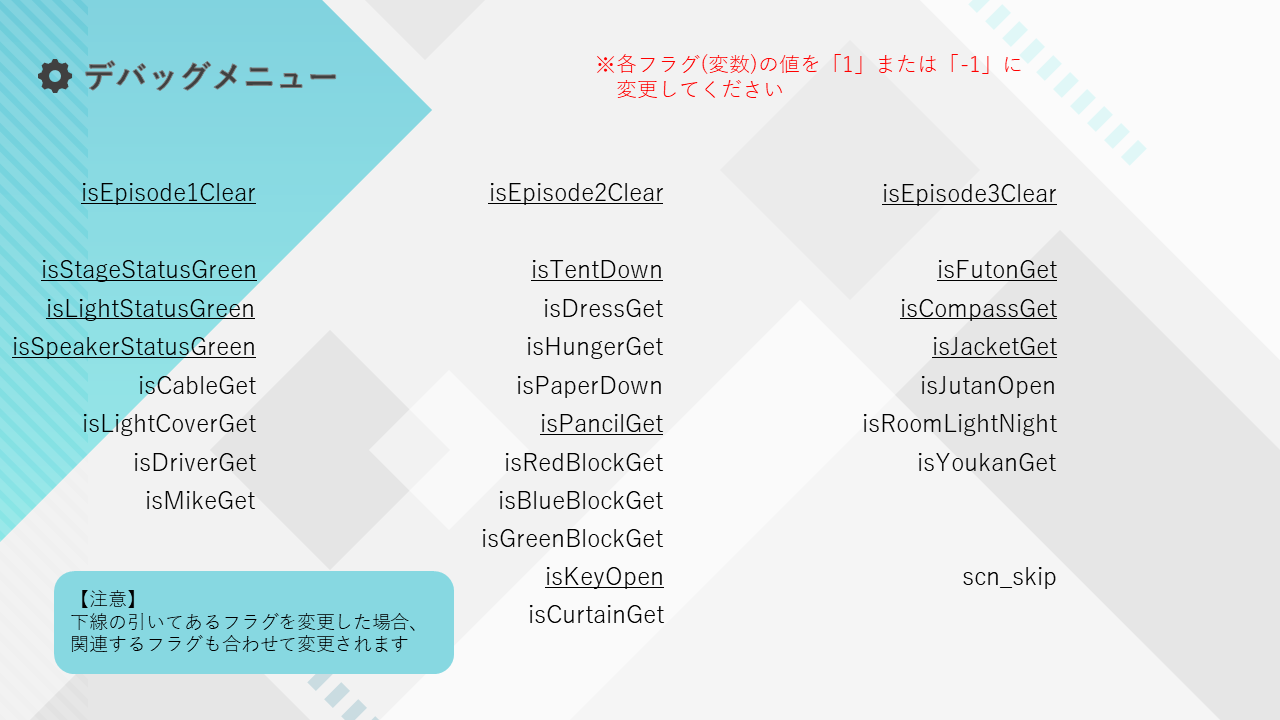 デバッグメニュー
※各フラグ(変数)の値を「1」または「-1」に
変更してください
isEpisode1Clear
isStageStatusGreen
isLightStatusGreen
isSpeakerStatusGreen
isCableGet
isLightCoverGet
isDriverGet
isMikeGet
isEpisode2Clear
isTentDown
isDressGet
isHungerGet
isPaperDown
isPancilGet
isRedBlockGet
isBlueBlockGet
isGreenBlockGet
isKeyOpen
isCurtainGet
isEpisode3Clear
isFutonGet
isCompassGet
isJacketGet
isJutanOpen
isRoomLightNight
isYoukanGet
scn_skip
【注意】
下線の引いてあるフラグを変更した場合、
関連するフラグも合わせて変更されます